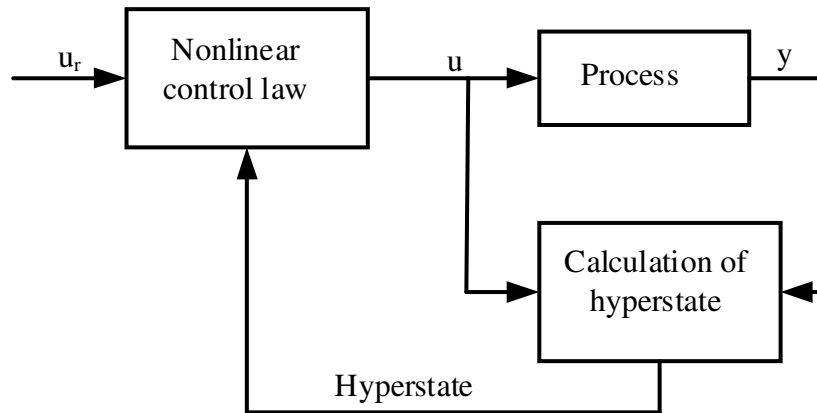 u_r
Nonlinear
control law
u
Process
y
Calculation of
hyperstate
Hyperstate